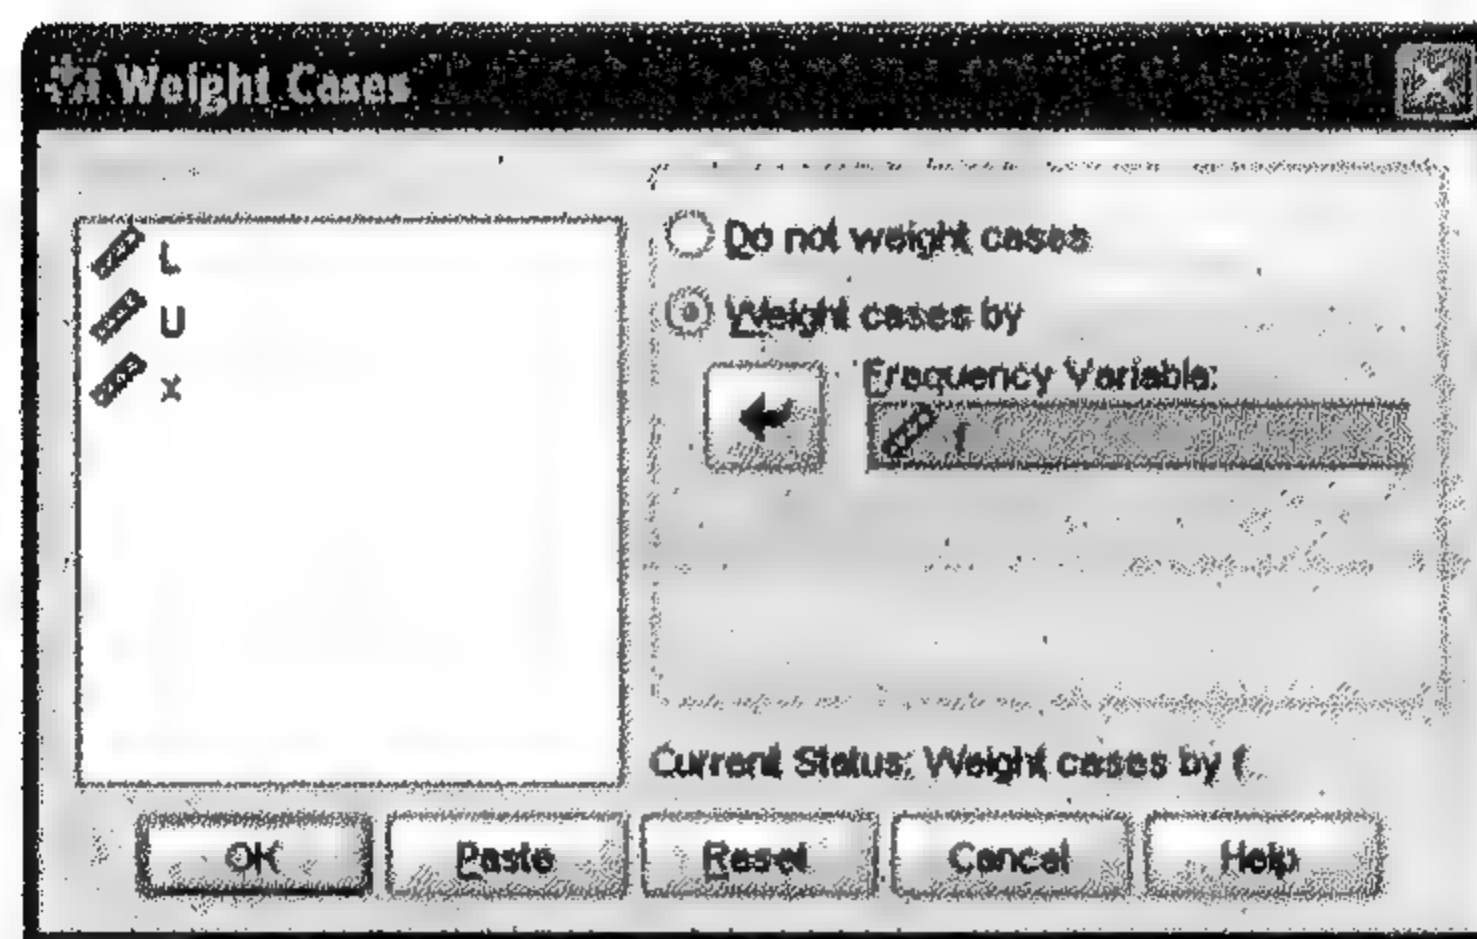 Weight Cases
L
U
x
Do not weight cases
Weight cases by
Frequency Variable:
f
Current Status: Weight cases by f
OK Paste Reset Cancel Help